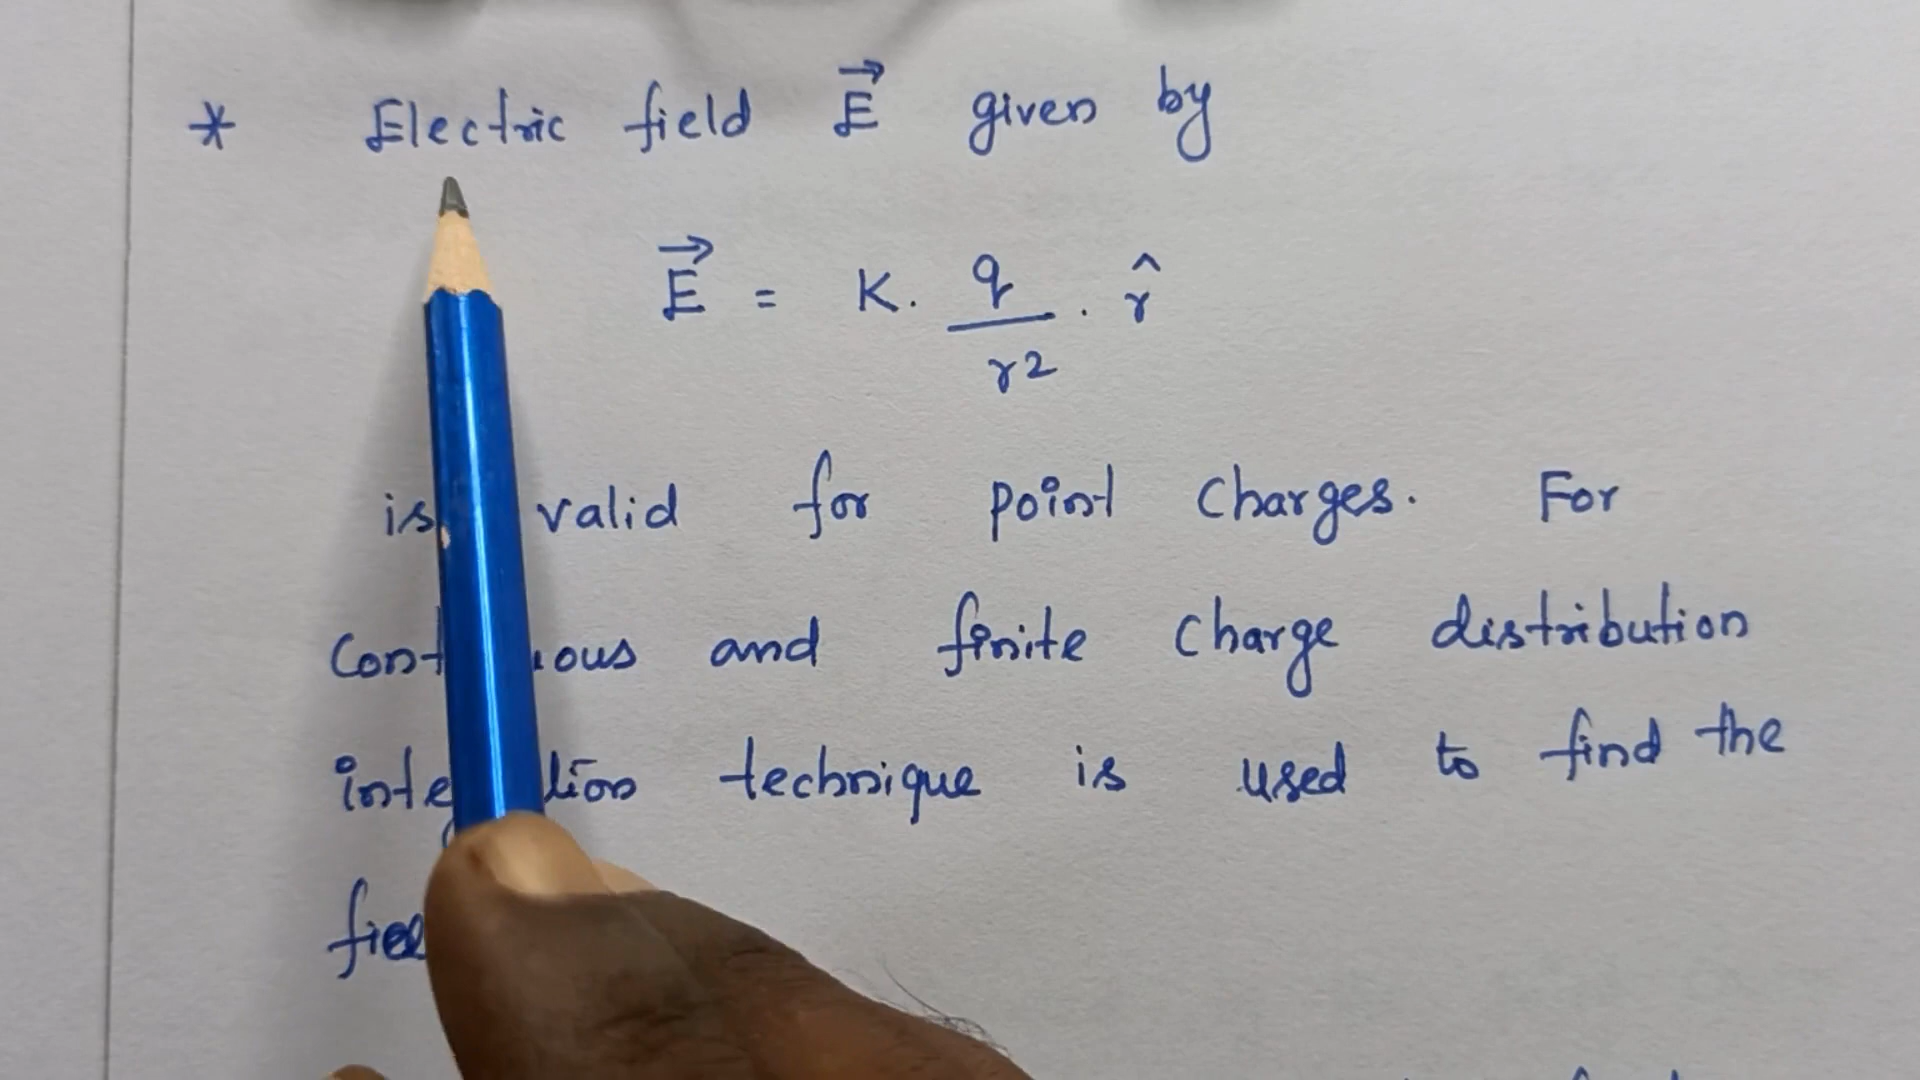 * Electric field E⃗ given by
E⃗ = K. q/r2 . r̂
is valid for point charges. For
and finite charge distribution
technique is used to find the